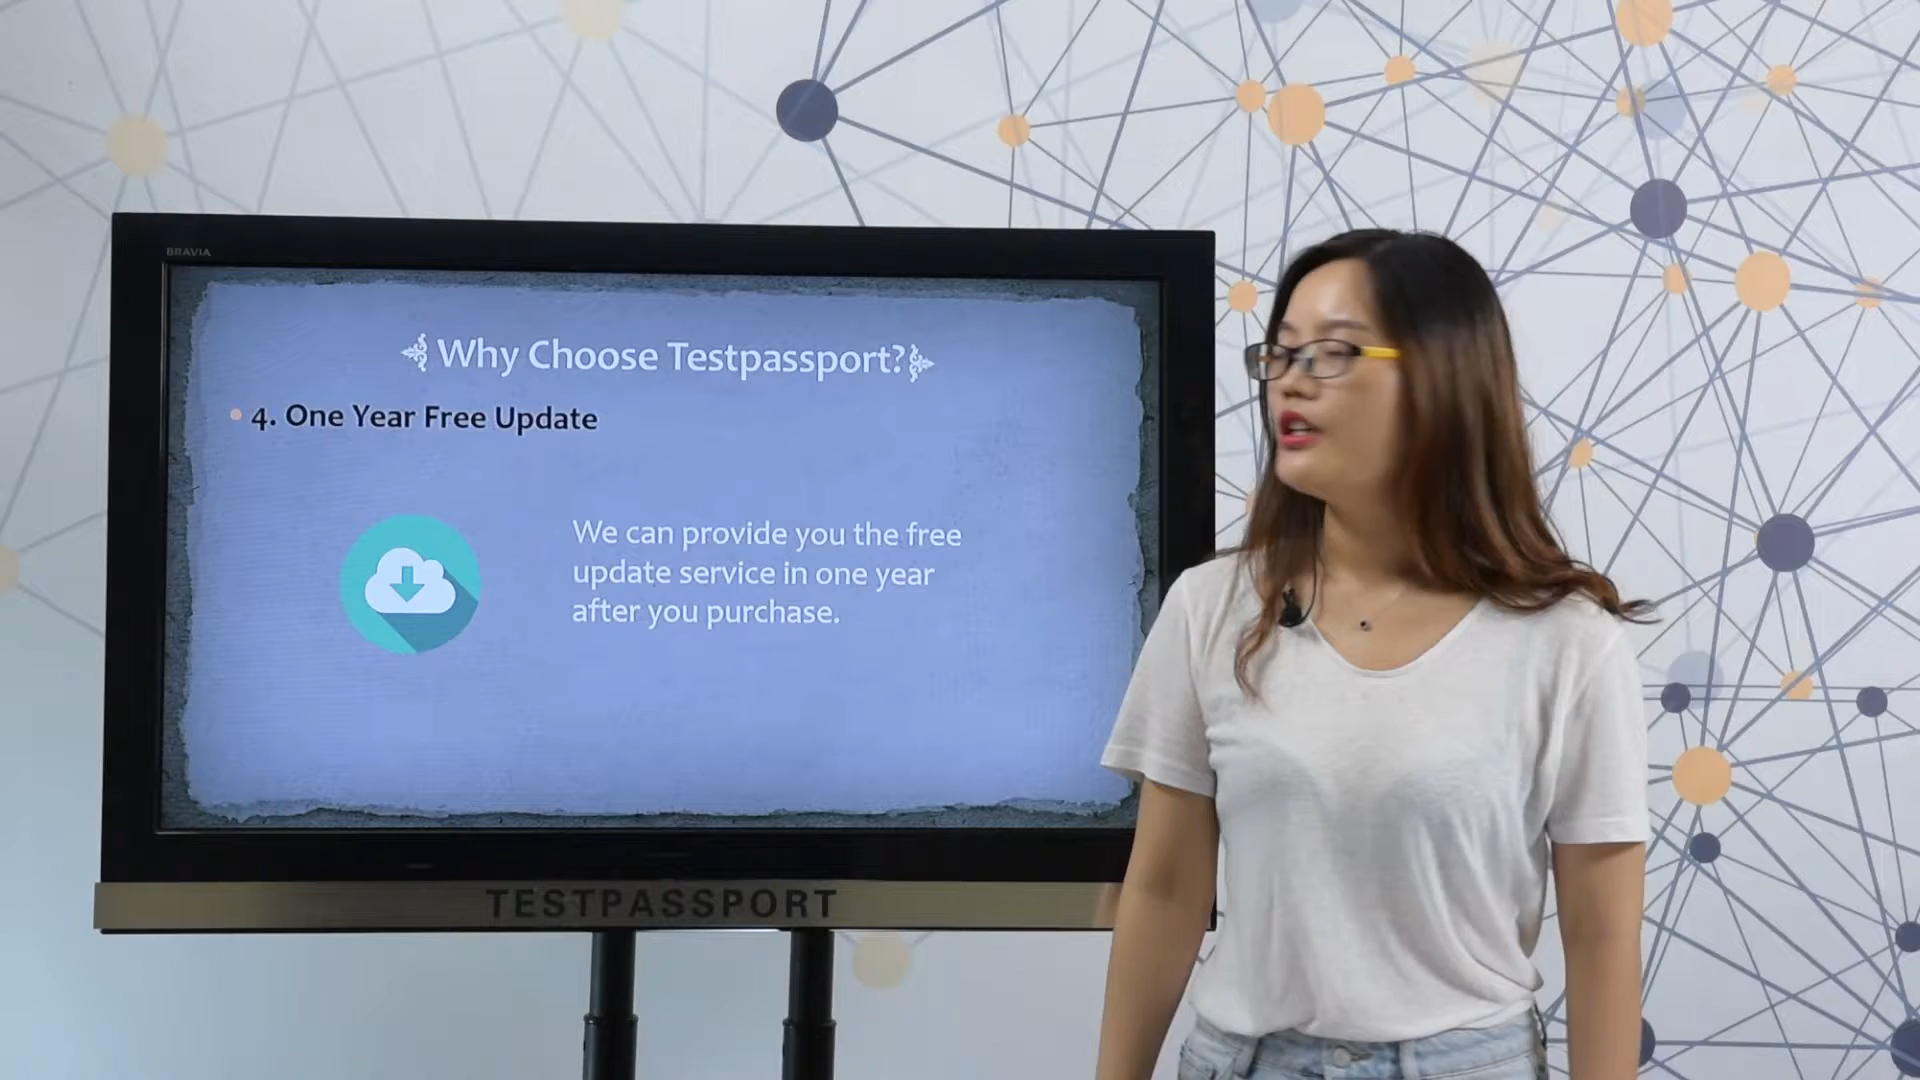 BRAVIA
Why Choose Testpassport?
4. One Year Free Update
We can provide you the free
update service in one year
after you purchase.
TESTPASSPORT